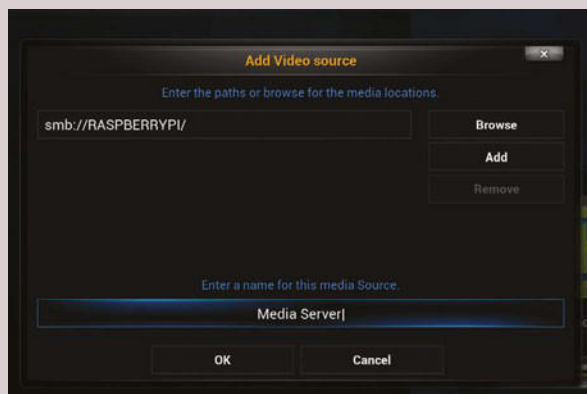 Add Video source
Enter the paths or browse for the media locations.
smb://RASPBERRYPI/
Browse
Add
Remove
Enter a name for this media Source.
Media Server
OK
Cancel